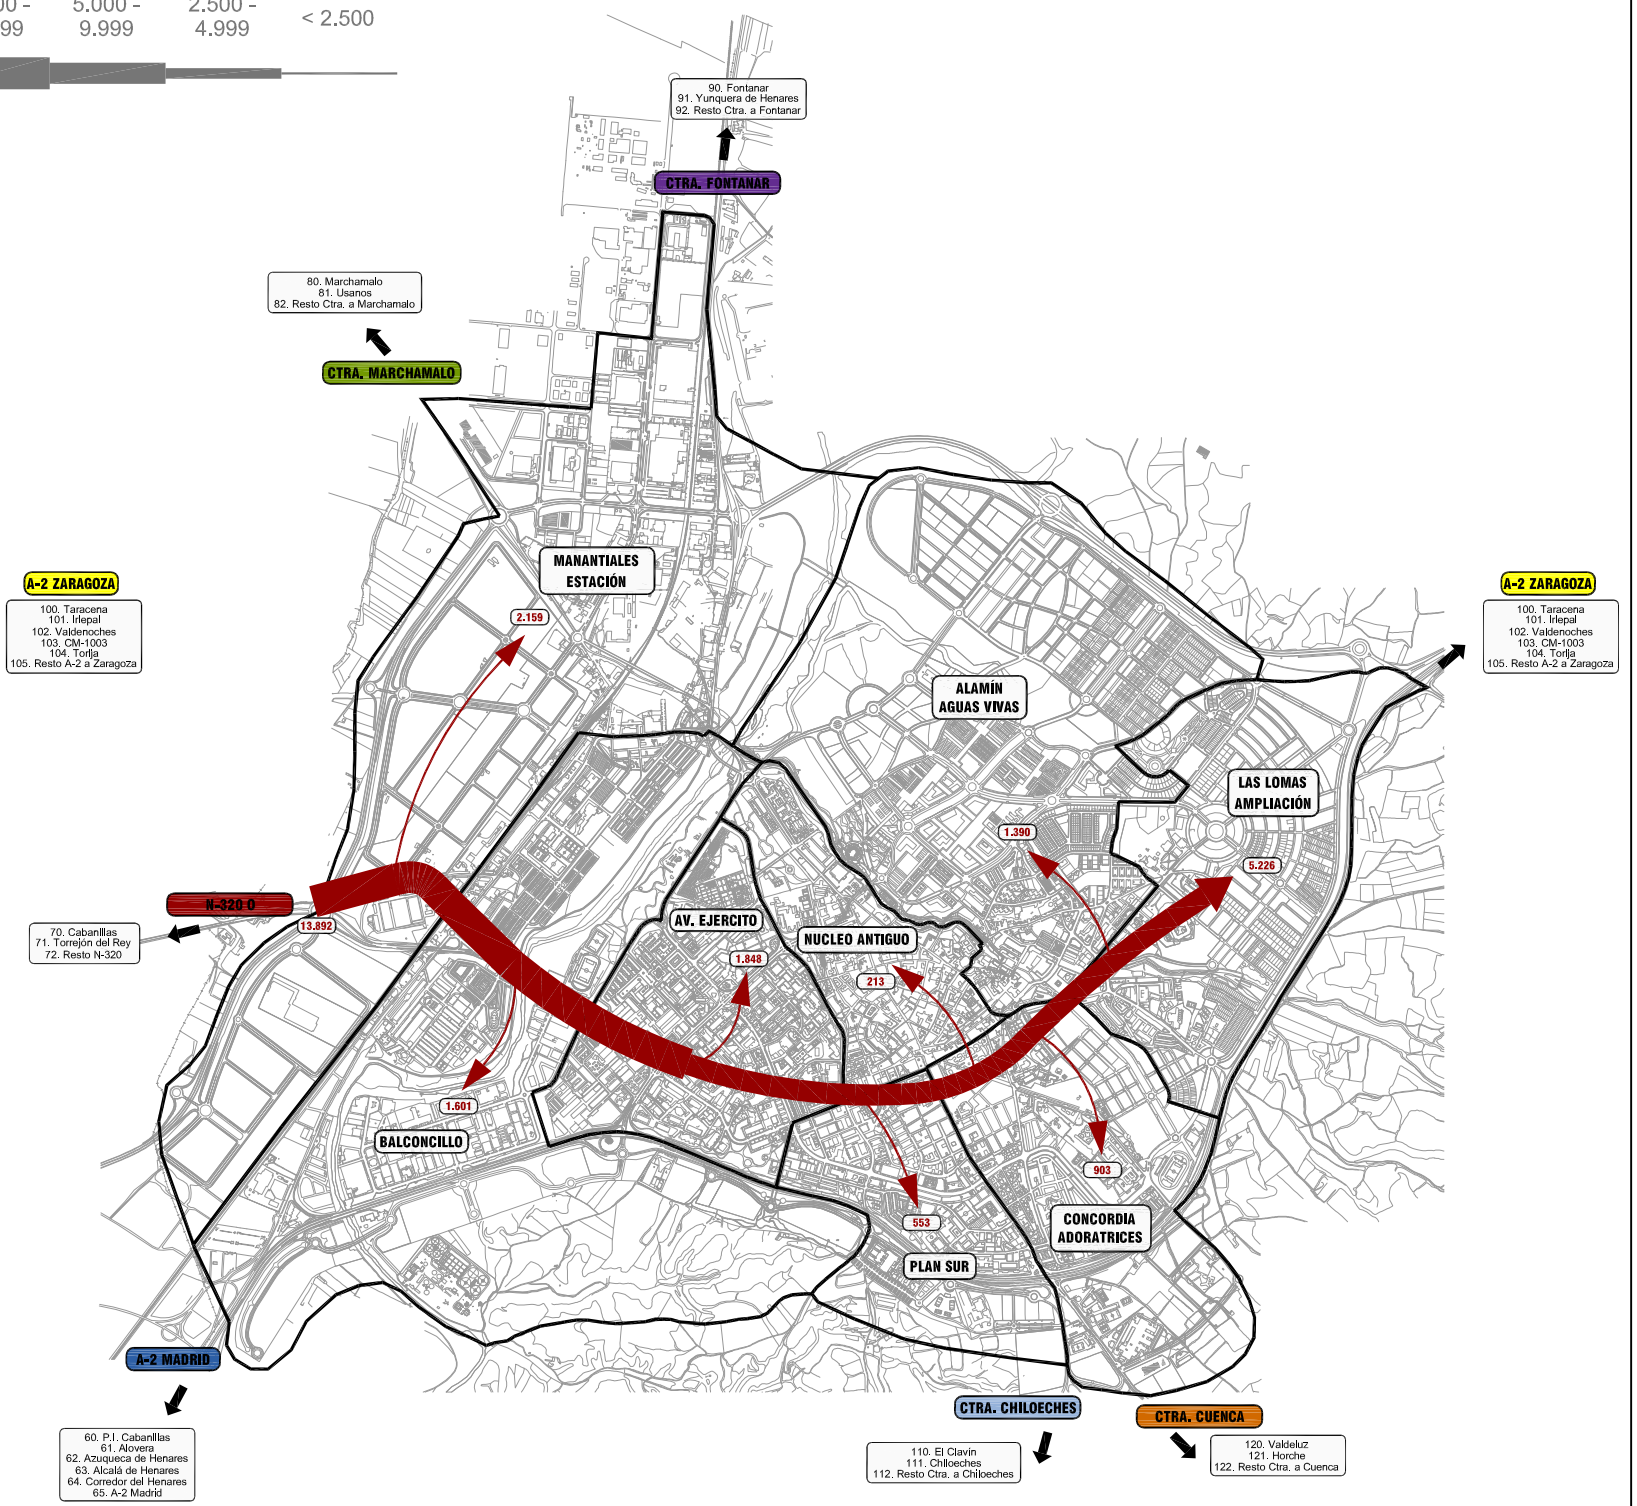 5.000 -
9.999
2.500 -
4.999
< 2.500
90. Fontanar
91. Yunquera de Henares
92. Resto Ctra. a Fontanar
CTRA. FONTANAR
80. Marchamalo
81. Usanos
82. Resto Ctra. a Marchamalo
CTRA. MARCHAMALO
MANANTIALES
ESTACIÓN
2.159
A-2 ZARAGOZA
100. Taracena
101. Iriepal
102. Valdenoches
103. CM-1003
104. Torija
105. Resto A-2 a Zaragoza
A-2 ZARAGOZA
100. Taracena
101. Iriepal
102. Valdenoches
103. CM-1003
104. Torija
105. Resto A-2 a Zaragoza
ALAMÍN
AGUAS VIVAS
1.390
LAS LOMAS
AMPLIACIÓN
5.226
N-320 O
13.892
70. Cabanillas
71. Torrejón del Rey
72. Resto N-320
AV. EJERCITO
1.848
NUCLEO ANTIGUO
213
1.601
BALCONCILLO
903
CONCORDIA
ADORATRICES
553
PLAN SUR
A-2 MADRID
60. P.I. Cabanillas
61. Alovera
62. Azuqueca de Henares
63. Alcalá de Henares
64. Corredor del Henares
65. A-2 Madrid
CTRA. CHILOECHES
110. El Clavín
111. Chiloeches
112. Resto Ctra. a Chiloeches
CTRA. CUENCA
120. Valdeluz
121. Horche
122. Resto Ctra. a Cuenca